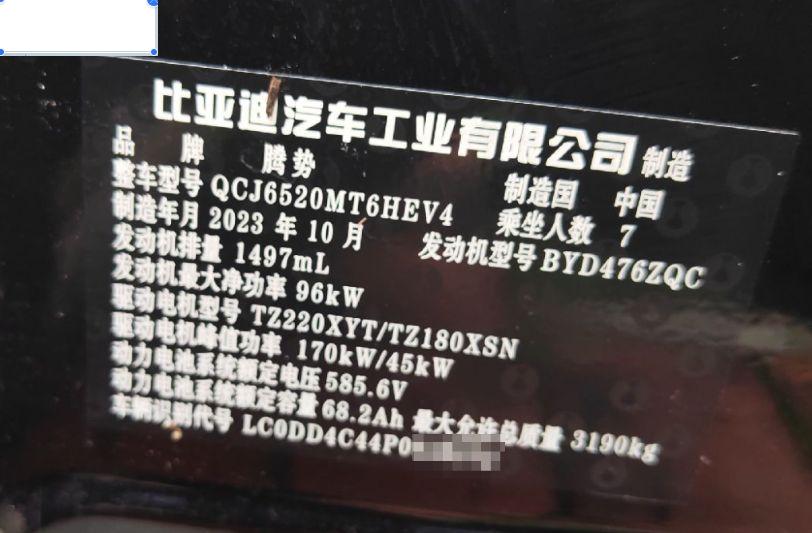 比亚迪汽车工业有限公司 制造
品 牌 腾势 制造国 中国
整车型号 QCJ6520MT6HEV4 乘坐人数 7
制造年月 2023 年 10 月 发动机型号 BYD476ZQC
发动机排量 1497mL
发动机最大净功率 96kW
驱动电机型号 TZ220XYT/TZ180XSN
驱动电机峰值功率 170kW/45kW
动力电池系统额定电压 585.6V
动力电池系统额定容量 68.2Ah 最大允许总质量 3190kg
车辆识别代号 LC0DD4C44P0